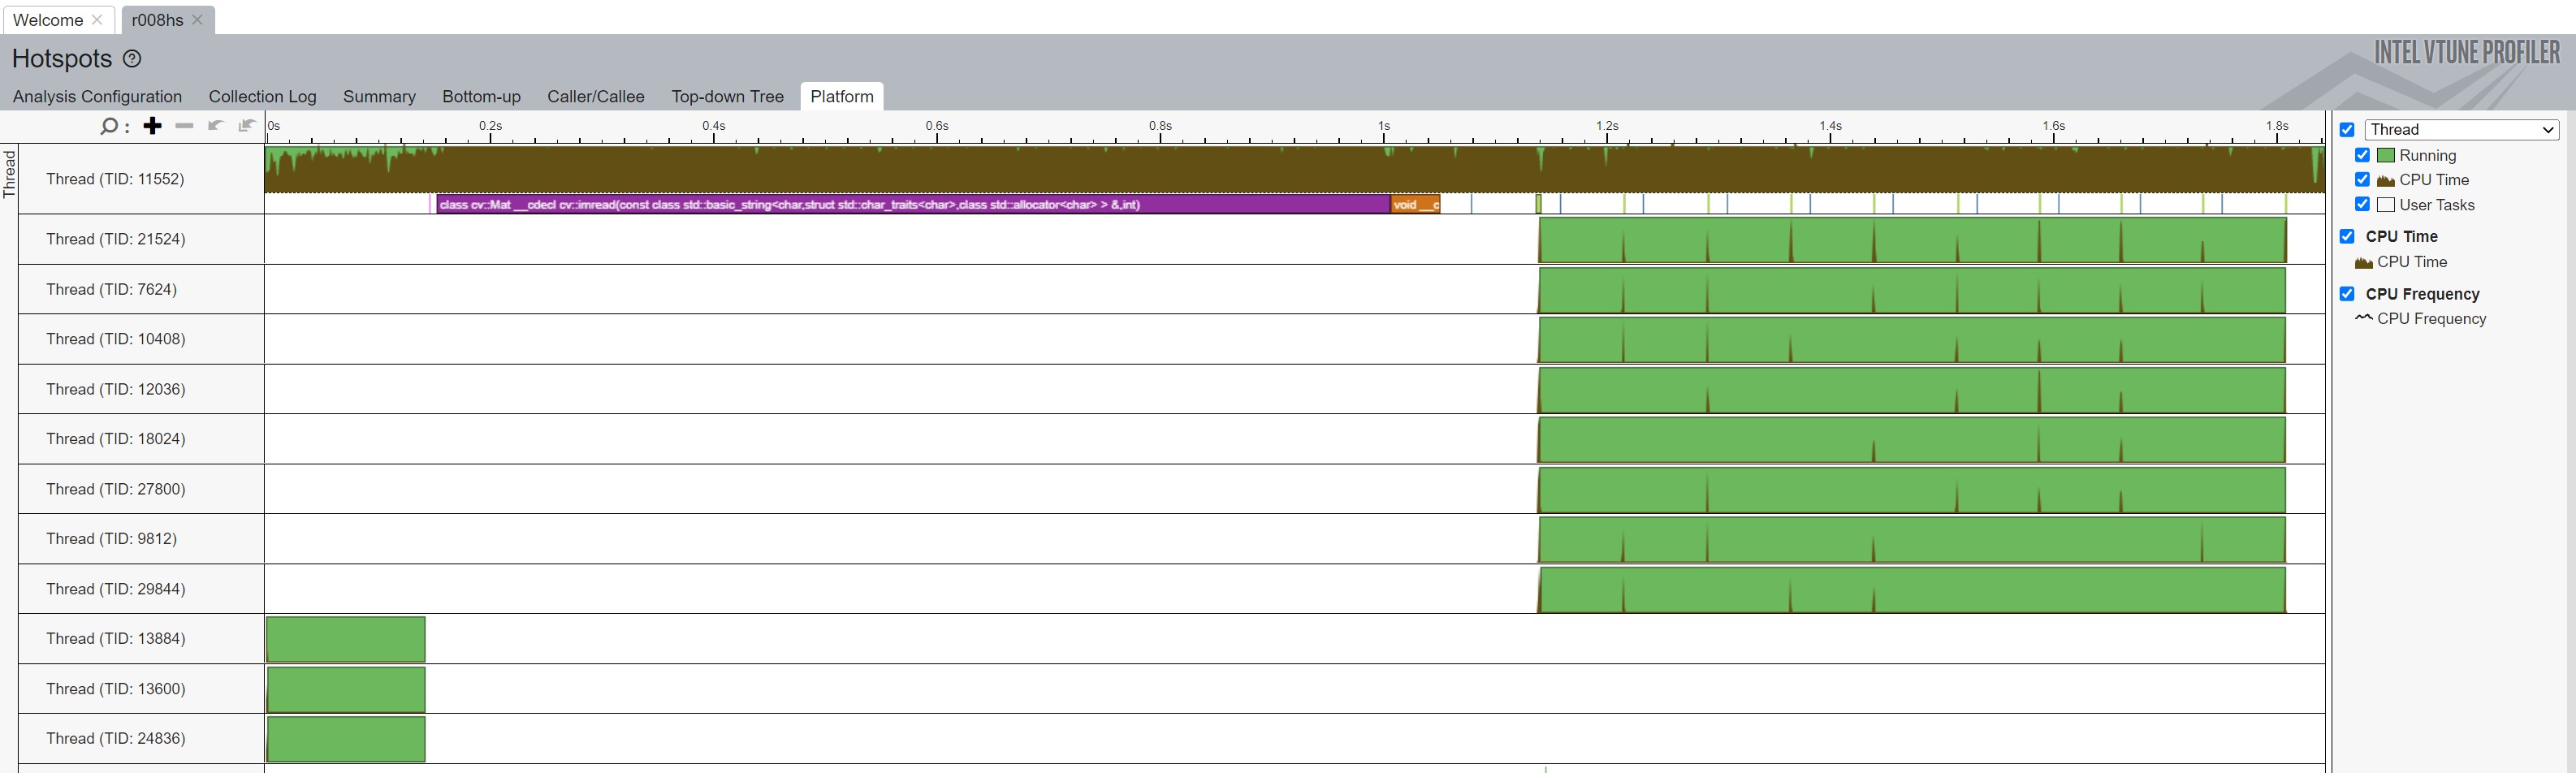 Welcome × r008hs ×
Hotspots ?
INTEL VTUNE PROFILER
Analysis Configuration Collection Log Summary Bottom-up Caller/Callee Top-down Tree Platform
0s 0.2s 0.4s 0.6s 0.8s 1s 1.2s 1.4s 1.6s 1.8s
Thread
Thread (TID: 11552)
class cv::Mat __cdecl cv::imread(const class std::basic_string<char,struct std::char_traits<char>,class std::allocator<char> > &,int) void __c
Thread (TID: 21524)
Thread (TID: 7624)
Thread (TID: 10408)
Thread (TID: 12036)
Thread (TID: 18024)
Thread (TID: 27800)
Thread (TID: 9812)
Thread (TID: 29844)
Thread (TID: 13884)
Thread (TID: 13600)
Thread (TID: 24836)
Thread
Running
CPU Time
User Tasks
CPU Time
CPU Time
CPU Frequency
CPU Frequency